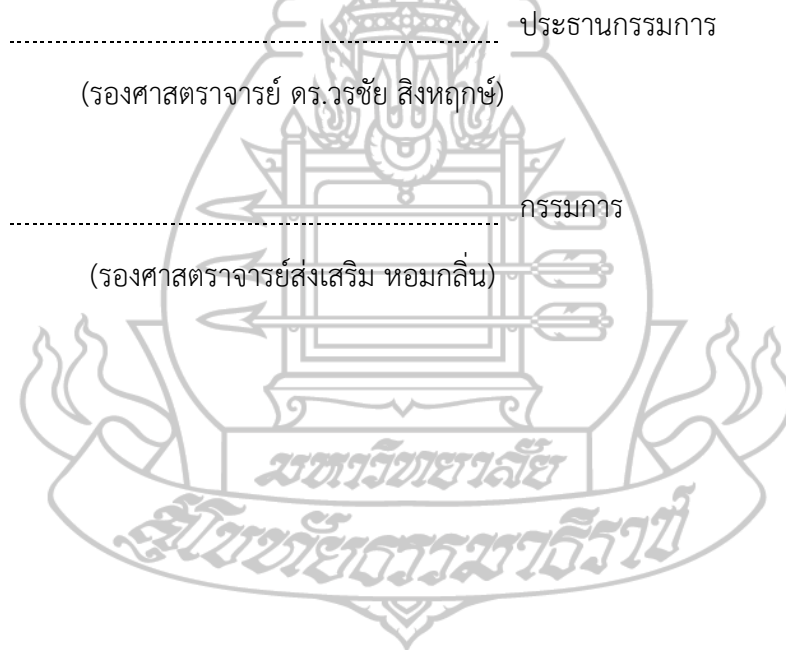 ประธานกรรมการ
(รองศาสตราจารย์ ดร.วรชัย สิงหฤกษ์)
กรรมการ
(รองศาสตราจารย์ส่งเสริม หอมกลิ่น)
มหาวิทยาลัย
สุโขทัยธรรมาธิราช